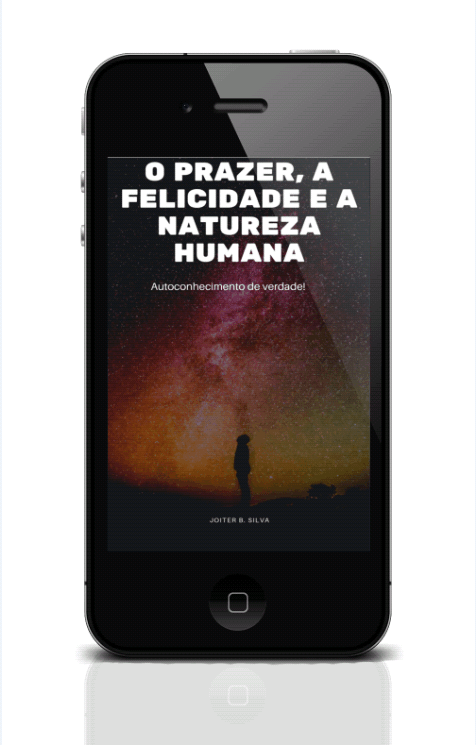 O PRAZER, A
FELICIDADE E A
NATUREZA
HUMANA
Autoconhecimento de verdade!
JOITER B. SILVA